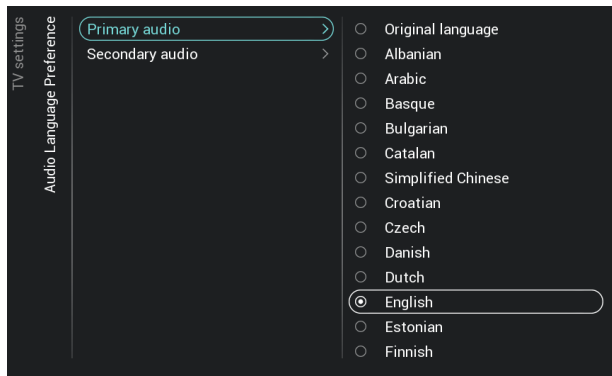 TV settings
Audio Language Preference
Primary audio
Secondary audio
Original language
Albanian
Arabic
Basque
Bulgarian
Catalan
Simplified Chinese
Croatian
Czech
Danish
Dutch
English
Estonian
Finnish